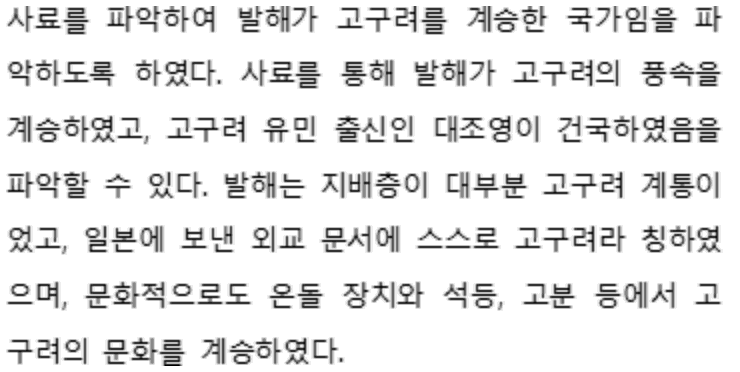 사료를 파악하여 발해가 고구려를 계승한 국가임을 파
악하도록 하였다. 사료를 통해 발해가 고구려의 풍속을
계승하였고, 고구려 유민 출신인 대조영이 건국하였음을
파악할 수 있다. 발해는 지배층이 대부분 고구려 계통이
었고, 일본에 보낸 외교 문서에 스스로 고구려라 칭하였
으며, 문화적으로도 온돌 장치와 석등, 고분 등에서 고
구려의 문화를 계승하였다.